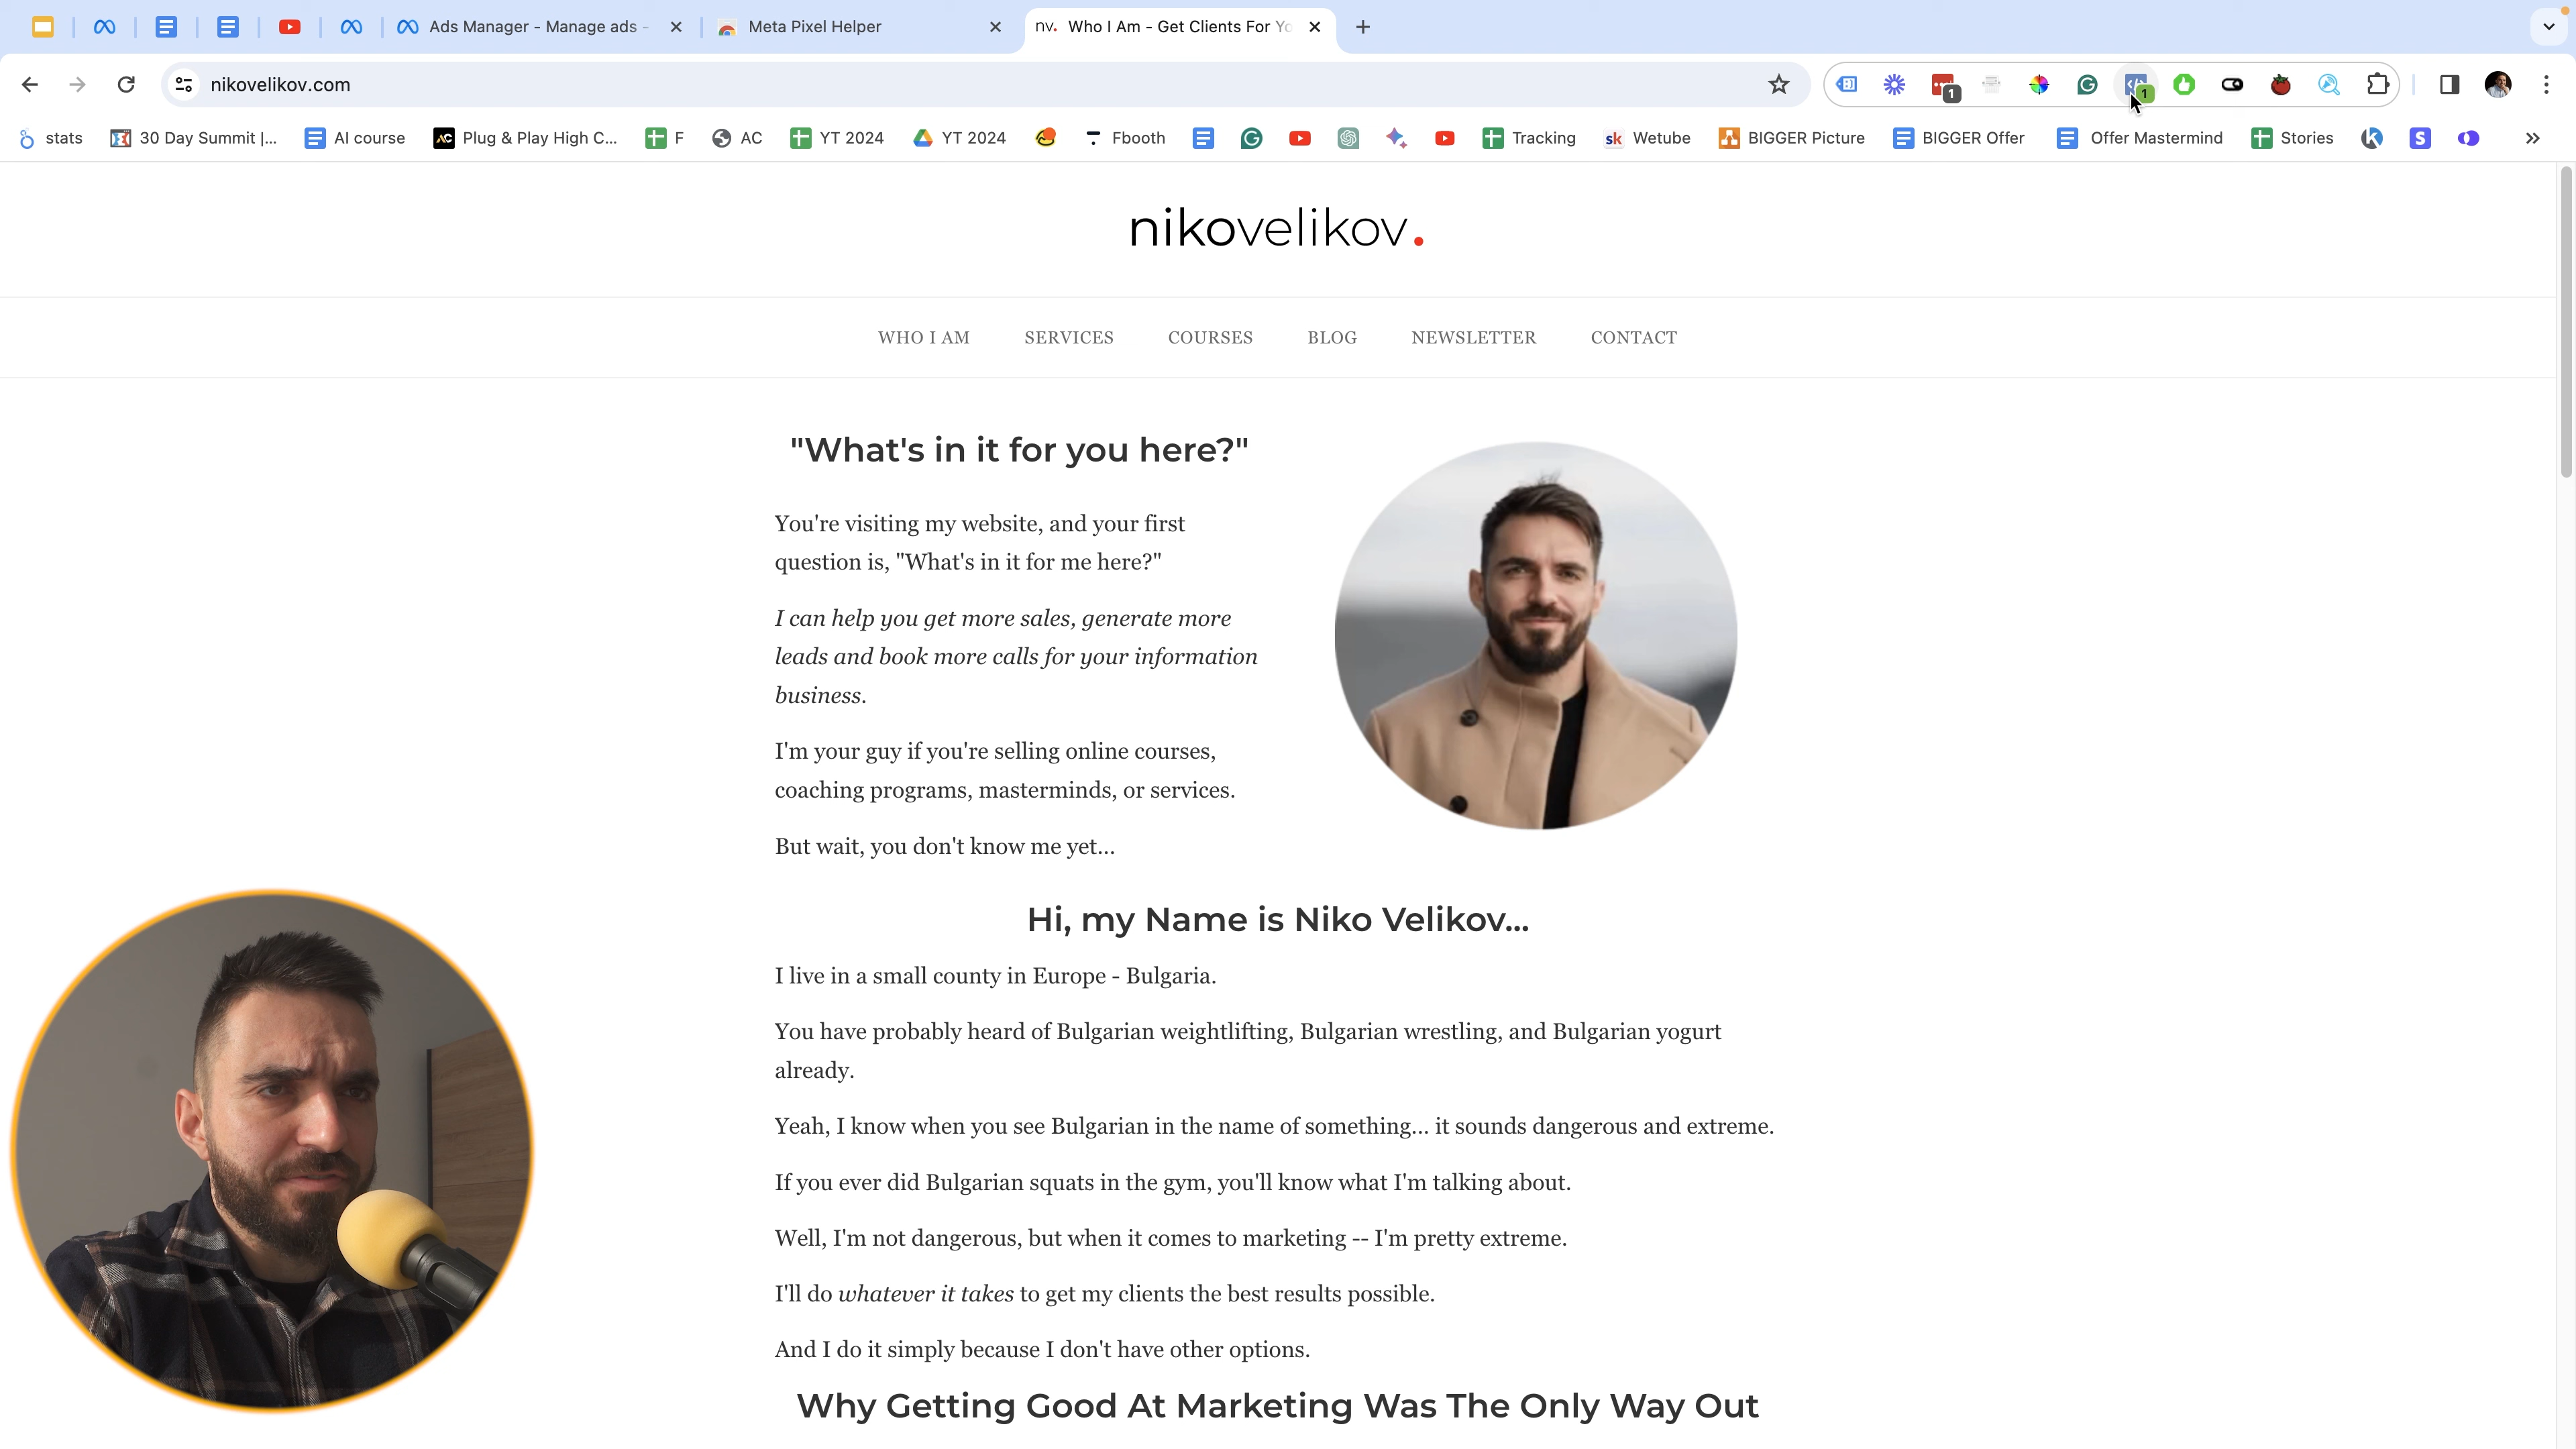 Ads Manager - Manage ads -
Meta Pixel Helper
nv. Who I Am - Get Clients For Yo
nikovelikov.com
1
1
stats
30 Day Summit |...
AI course
AC Plug & Play High C...
F
AC
YT 2024
YT 2024
Fbooth
Tracking
sk Wetube
BIGGER Picture
BIGGER Offer
Offer Mastermind
Stories
S
nikovelikov.
WHO I AM
SERVICES
COURSES
BLOG
NEWSLETTER
CONTACT
"What's in it for you here?"
You're visiting my website, and your first
question is, "What's in it for me here?"
I can help you get more sales, generate more
leads and book more calls for your information
business.
I'm your guy if you're selling online courses,
coaching programs, masterminds, or services.
But wait, you don't know me yet...
Hi, my Name is Niko Velikov...
I live in a small county in Europe - Bulgaria.
You have probably heard of Bulgarian weightlifting, Bulgarian wrestling, and Bulgarian yogurt
already.
Yeah, I know when you see Bulgarian in the name of something... it sounds dangerous and extreme.
If you ever did Bulgarian squats in the gym, you'll know what I'm talking about.
Well, I'm not dangerous, but when it comes to marketing -- I'm pretty extreme.
I'll do whatever it takes to get my clients the best results possible.
And I do it simply because I don't have other options.
Why Getting Good At Marketing Was The Only Way Out